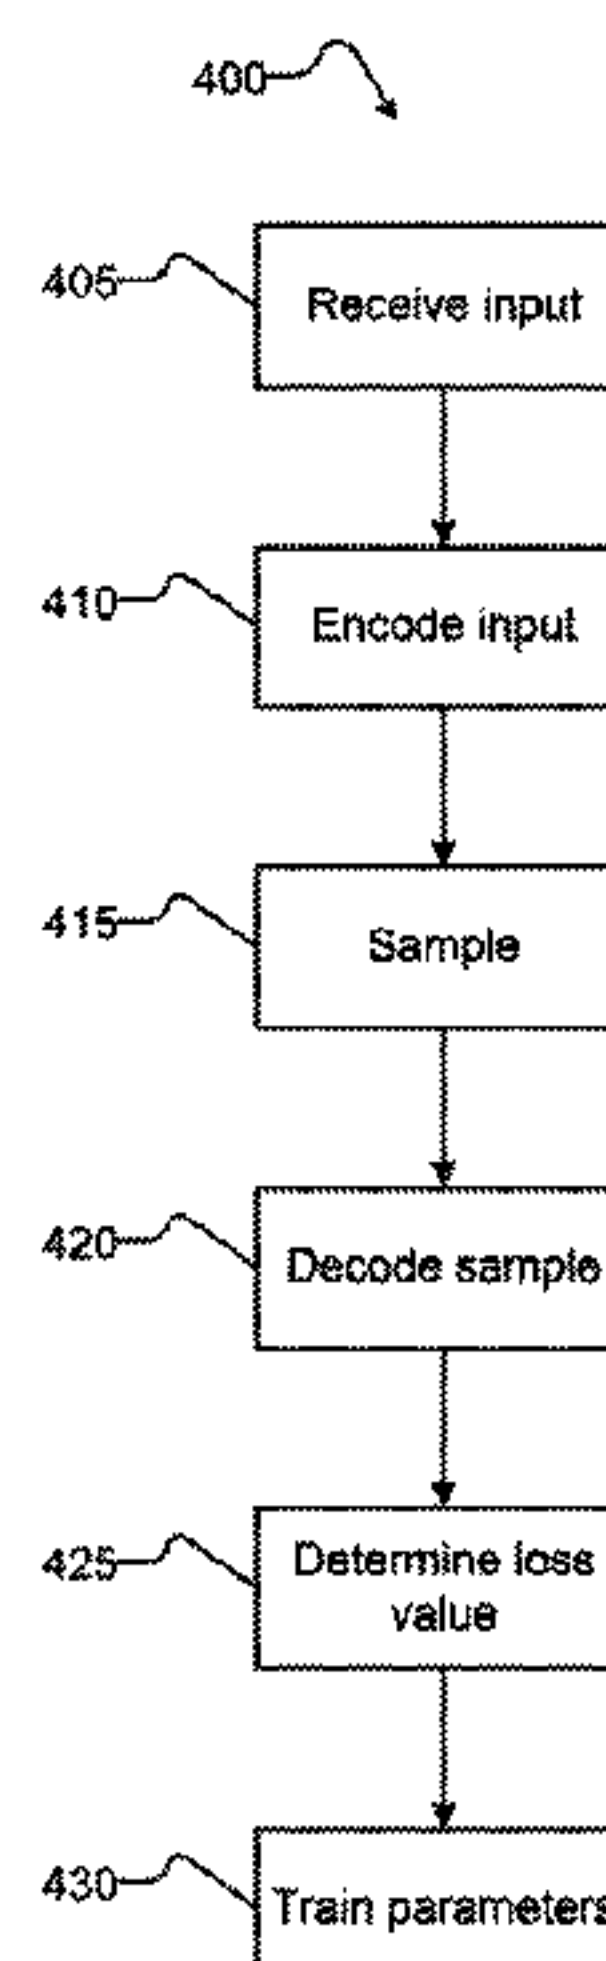 400
405
Receive input
410
Encode input
415
Sample
420
Decode sample
425
Determine loss
value
430
Train parameters